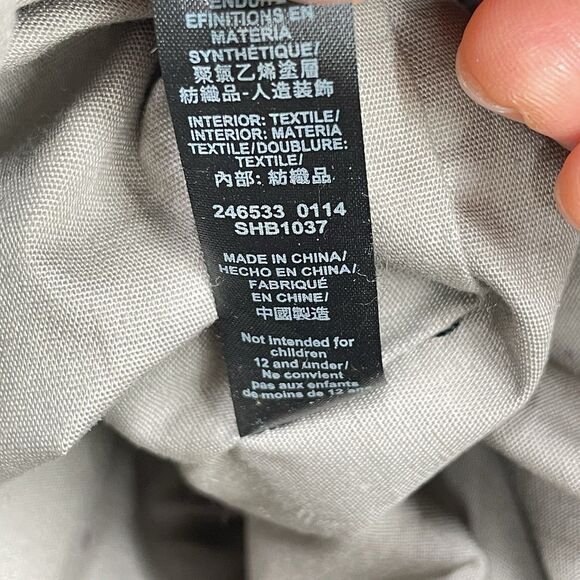 ENDUIT
EFINITIONS EN
MATERIA
SYNTHÉTIQUE/
聚氯乙烯塗層
紡織品-人造裝飾
INTERIOR: TEXTILE/
INTERIOR: MATERIA
TEXTILE/DOUBLURE:
TEXTILE/
內部: 紡織品
246533 0114
SHB1037
MADE IN CHINA/
HECHO EN CHINA/
FABRIQUÉ
EN CHINE/
中國製造
Not intended for
children
12 and under/
Ne convient
pas aux enfants
de moins de 12